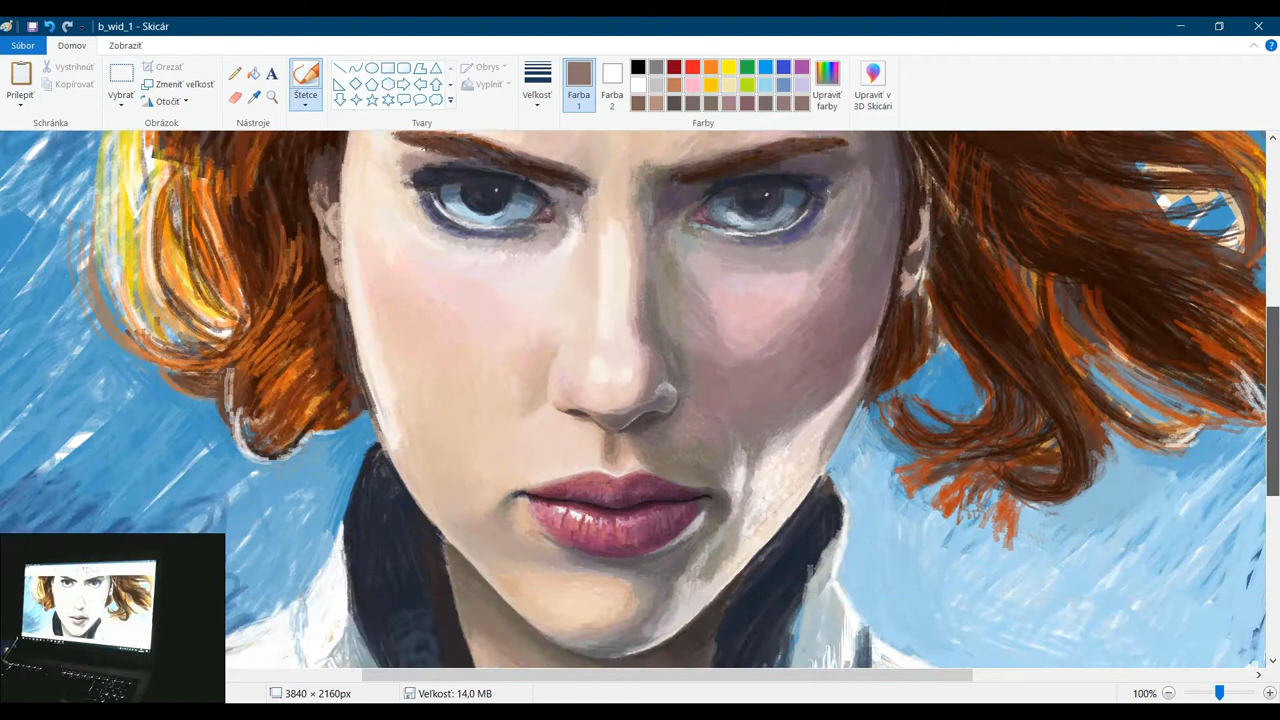 b_wid_1 - Skicár
Súbor
Domov
Zobraziť
Prilepiť
Vystrihnúť
Kopírovať
Schránka
Vybrať
Orezať
Zmeniť veľkosť
Otočiť
Obrázok
A
Nástroje
Štetce
Obrys
Vyplniť
Tvary
Veľkosť
Farba
1
Farba
2
Upraviť
farby
Farby
Upraviť v
3D Skicári
3840 × 2160px
Veľkosť: 14,0 MB
100%